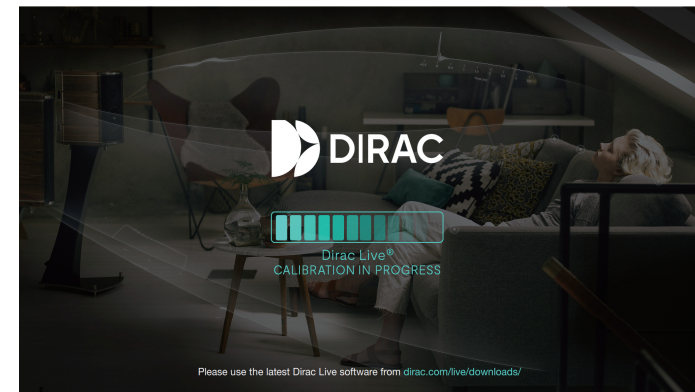 DIRAC
Dirac Live®
CALIBRATION IN PROGRESS
Please use the latest Dirac Live software from dirac.com/live/downloads/